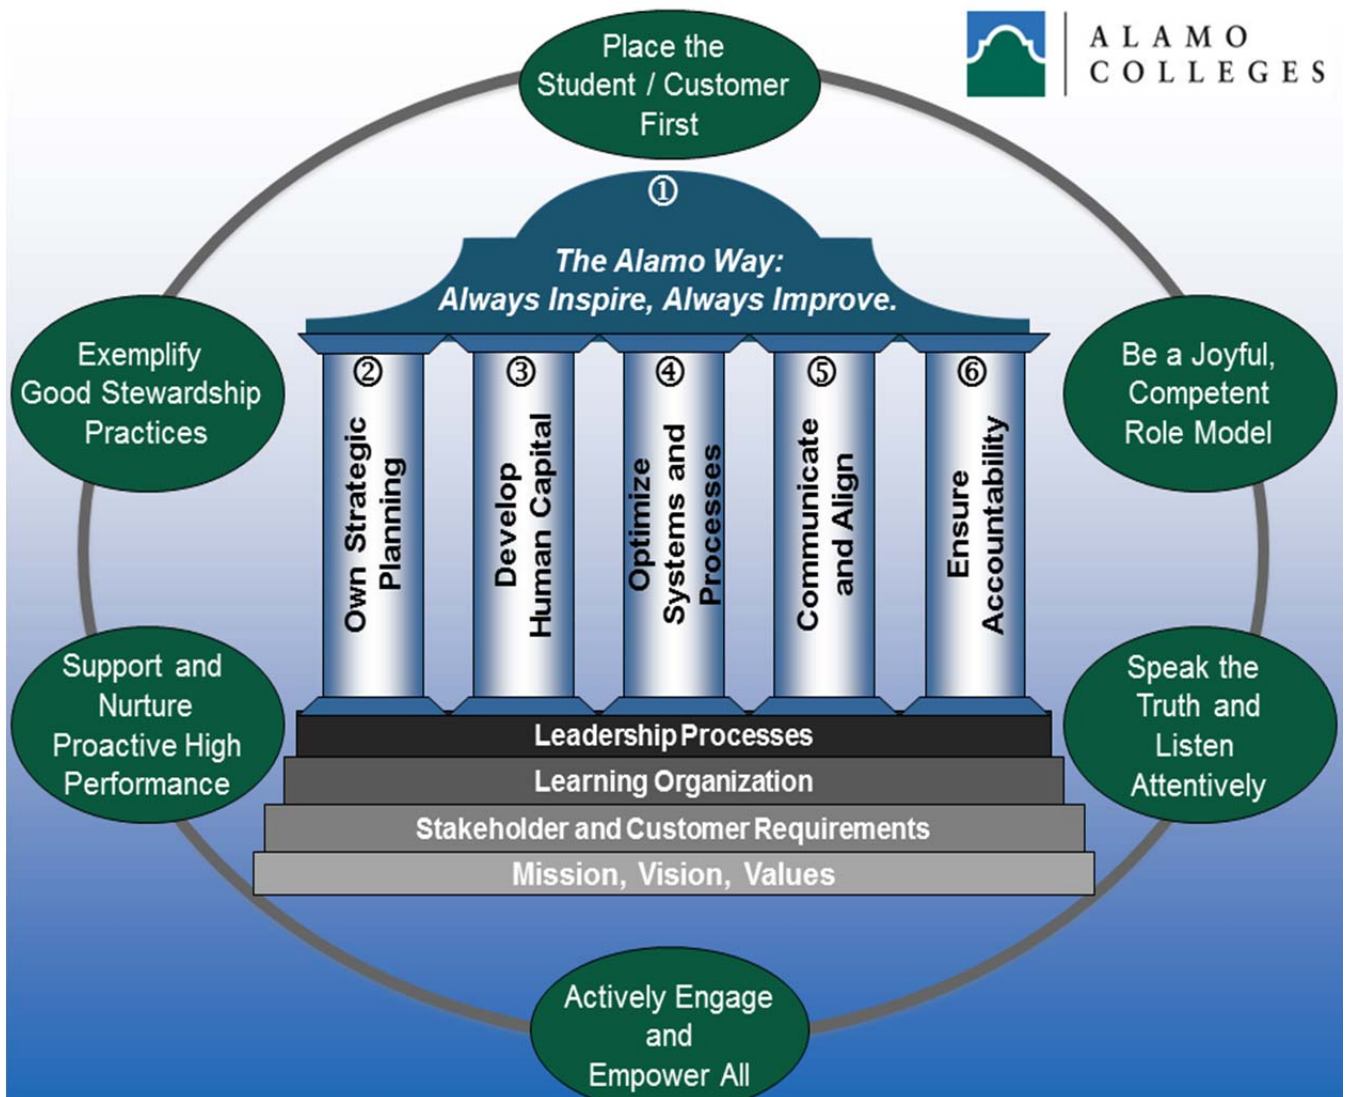 Place the
Student / Customer
First
ALAMO
COLLEGES
①
The Alamo Way:
Always Inspire, Always Improve.
Exemplify
Good Stewardship
Practices
Be a Joyful,
Competent
Role Model
②
Own Strategic
Planning
③
Develop
Human Capital
④
Optimize
Systems and
Processes
⑤
Communicate
and Align
⑥
Ensure
Accountability
Support and
Nurture
Proactive High
Performance
Speak the
Truth and
Listen
Attentively
Leadership Processes
Learning Organization
Stakeholder and Customer Requirements
Mission, Vision, Values
Actively Engage
and
Empower All